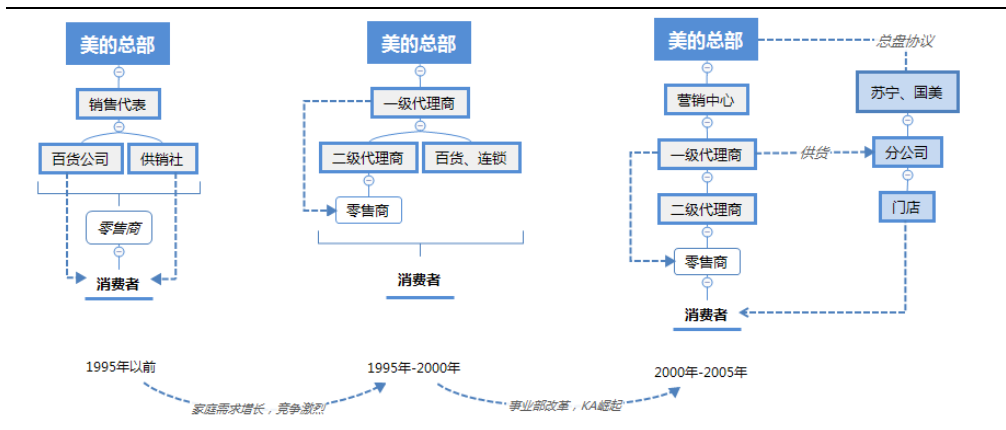 美的总部
销售代表
百货公司
供销社
零售商
消费者
1995年以前
家庭需求增长，竞争激烈
美的总部
一级代理商
二级代理商
百货、连锁
零售商
消费者
1995年-2000年
事业部改革，KA崛起
美的总部
总盘协议
营销中心
苏宁、国美
一级代理商
供货
分公司
二级代理商
门店
零售商
消费者
2000年-2005年